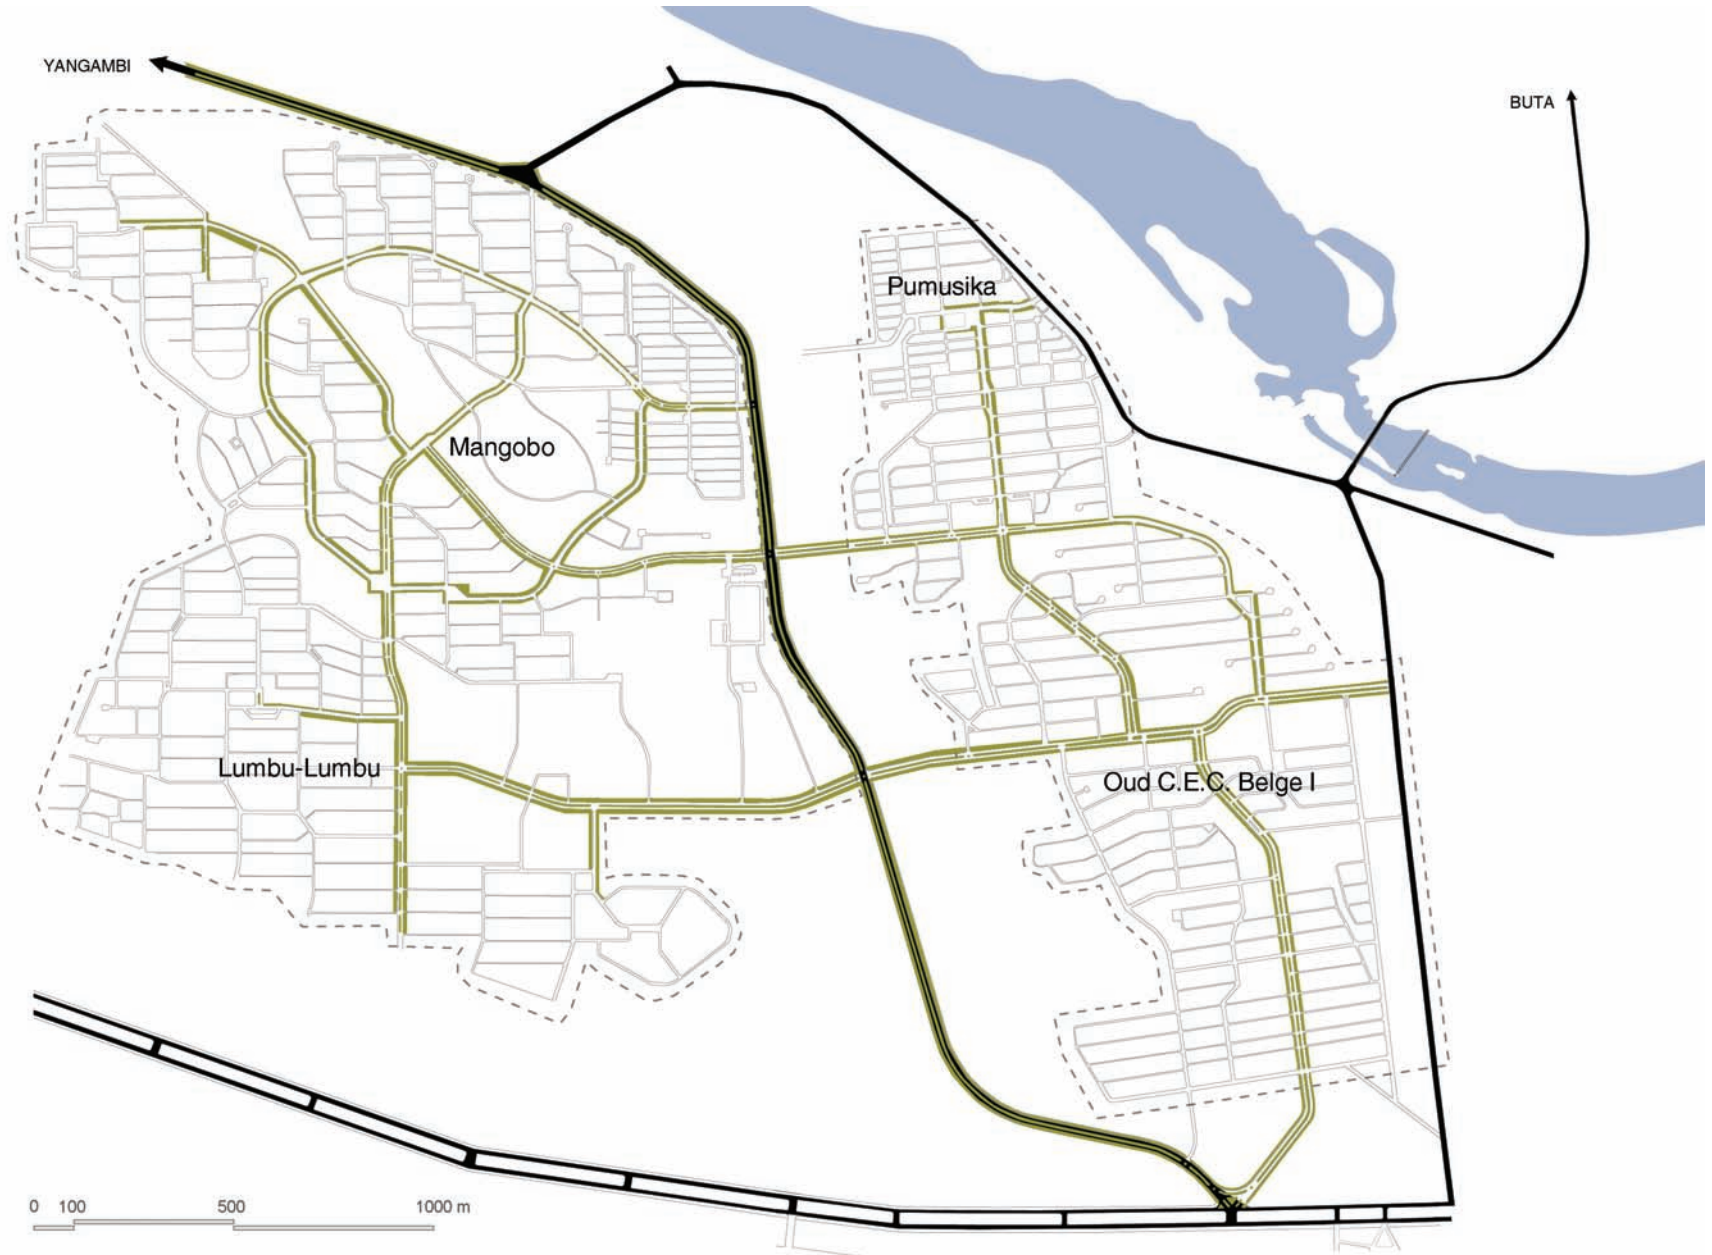 YANGAMBI
BUTA
Pumusika
Mangobo
Lumbu-Lumbu
Oud C.E.C. Belge I
0 100 500 1000 m